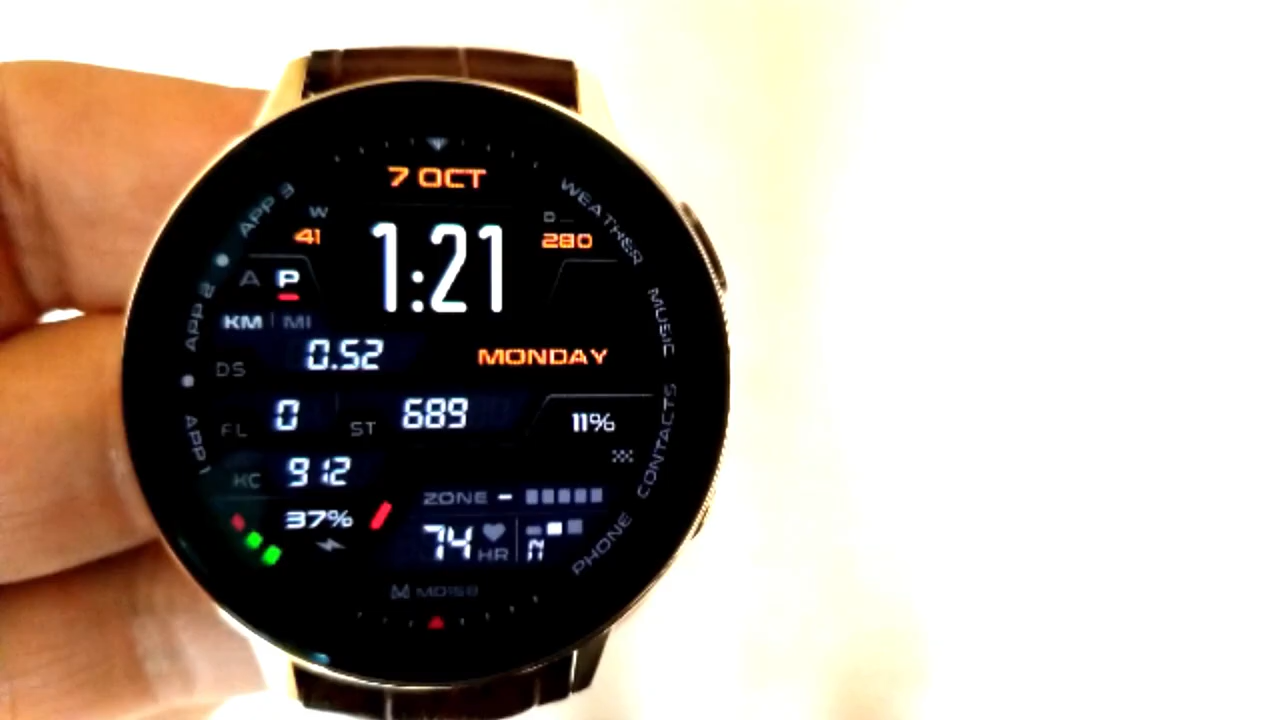 7 OCT
W
D
41
1:21
280
A P
KM | MI
DS 0.52
MONDAY
FL 0
ST 689
11%
KC 912
ZONE -
37%
74 HR
N
APP 1
APP 2
APP 3
WEATHER
MUSIC
CONTACTS
PHONE